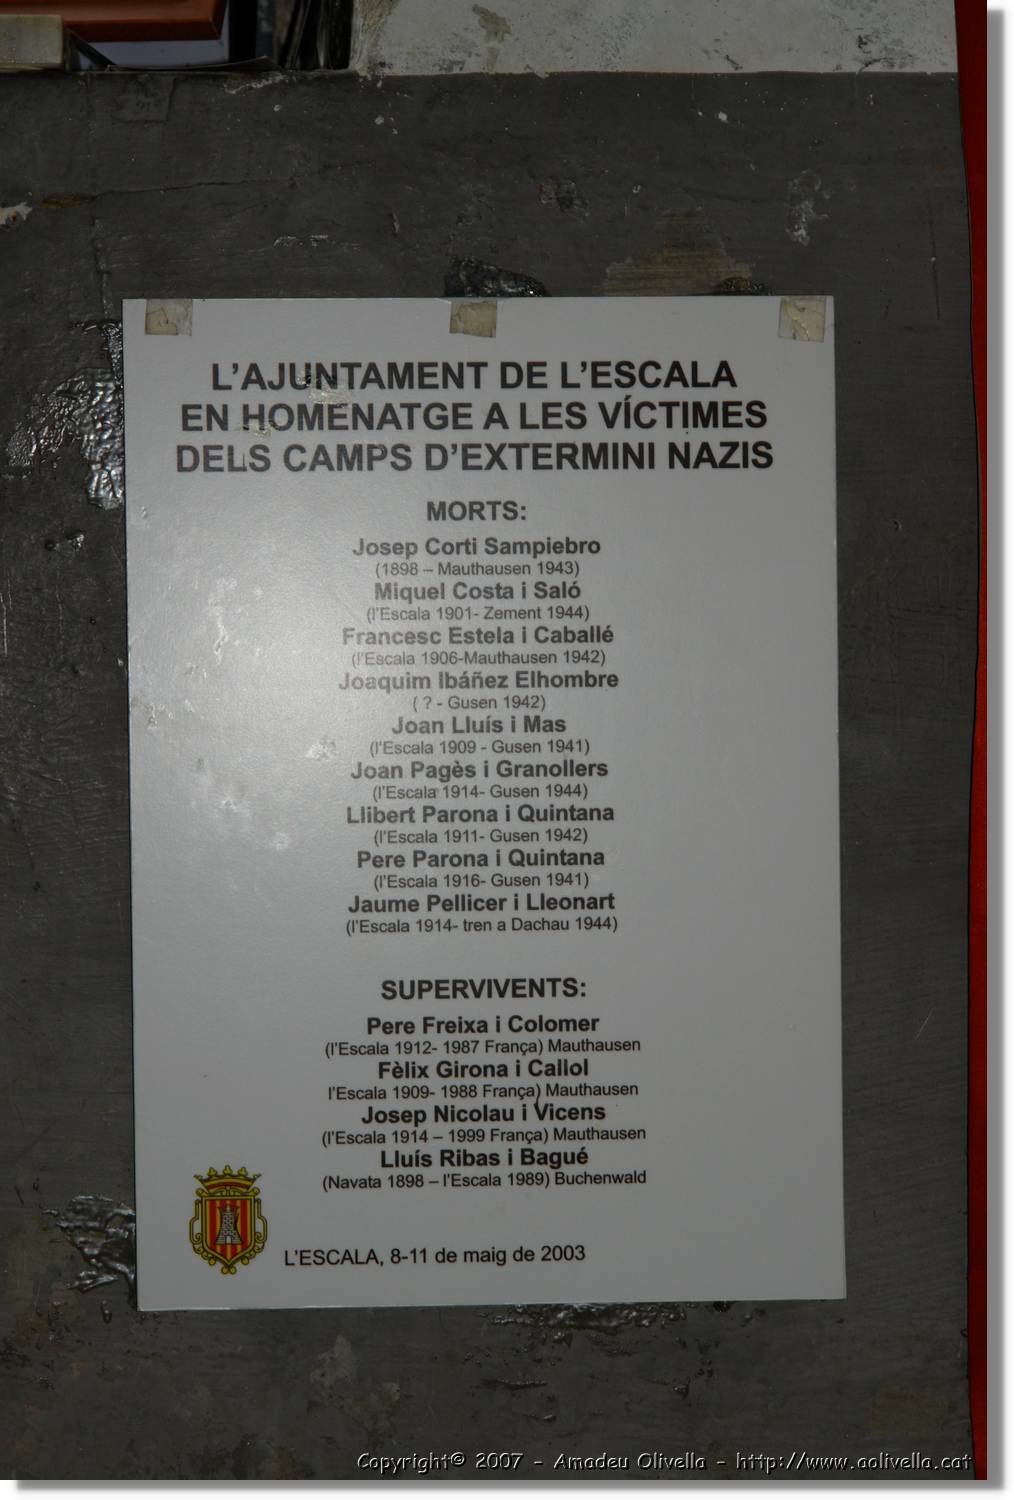 L'AJUNTAMENT DE L'ESCALA
EN HOMENATGE A LES VÍCTIMES
DELS CAMPS D'EXTERMINI NAZIS
MORTS:
Josep Corti Sampiebro
(1898 – Mauthausen 1943)
Miquel Costa i Saló
(l'Escala 1901- Zement 1944)
Francesc Estela i Caballé
(l'Escala 1906-Mauthausen 1942)
Joaquim Ibáñez Elhombre
( ? - Gusen 1942)
Joan Lluís i Mas
(l'Escala 1909 - Gusen 1941)
Joan Pagès i Granollers
(l'Escala 1914- Gusen 1944)
Llibert Parona i Quintana
(l'Escala 1911- Gusen 1942)
Pere Parona i Quintana
(l'Escala 1916- Gusen 1941)
Jaume Pellicer i Lleonart
(l'Escala 1914- tren a Dachau 1944)
SUPERVIVENTS:
Pere Freixa i Colomer
(l'Escala 1912- 1987 França) Mauthausen
Fèlix Girona i Callol
l'Escala 1909- 1988 França) Mauthausen
Josep Nicolau i Vicens
(l'Escala 1914 – 1999 França) Mauthausen
Lluís Ribas i Bagué
(Navata 1898 – l'Escala 1989) Buchenwald
L'ESCALA, 8-11 de maig de 2003
Copyright© 2007 - Amadeu Olivella - http://www.aolivella.cat